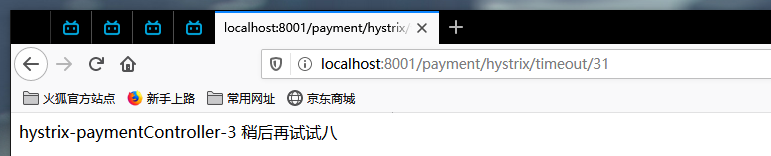 localhost:8001/payment/hystrix/
localhost:8001/payment/hystrix/timeout/31
火狐官方站点 新手上路 常用网址 京东商城
hystrix-paymentController-3 稍后再试试八